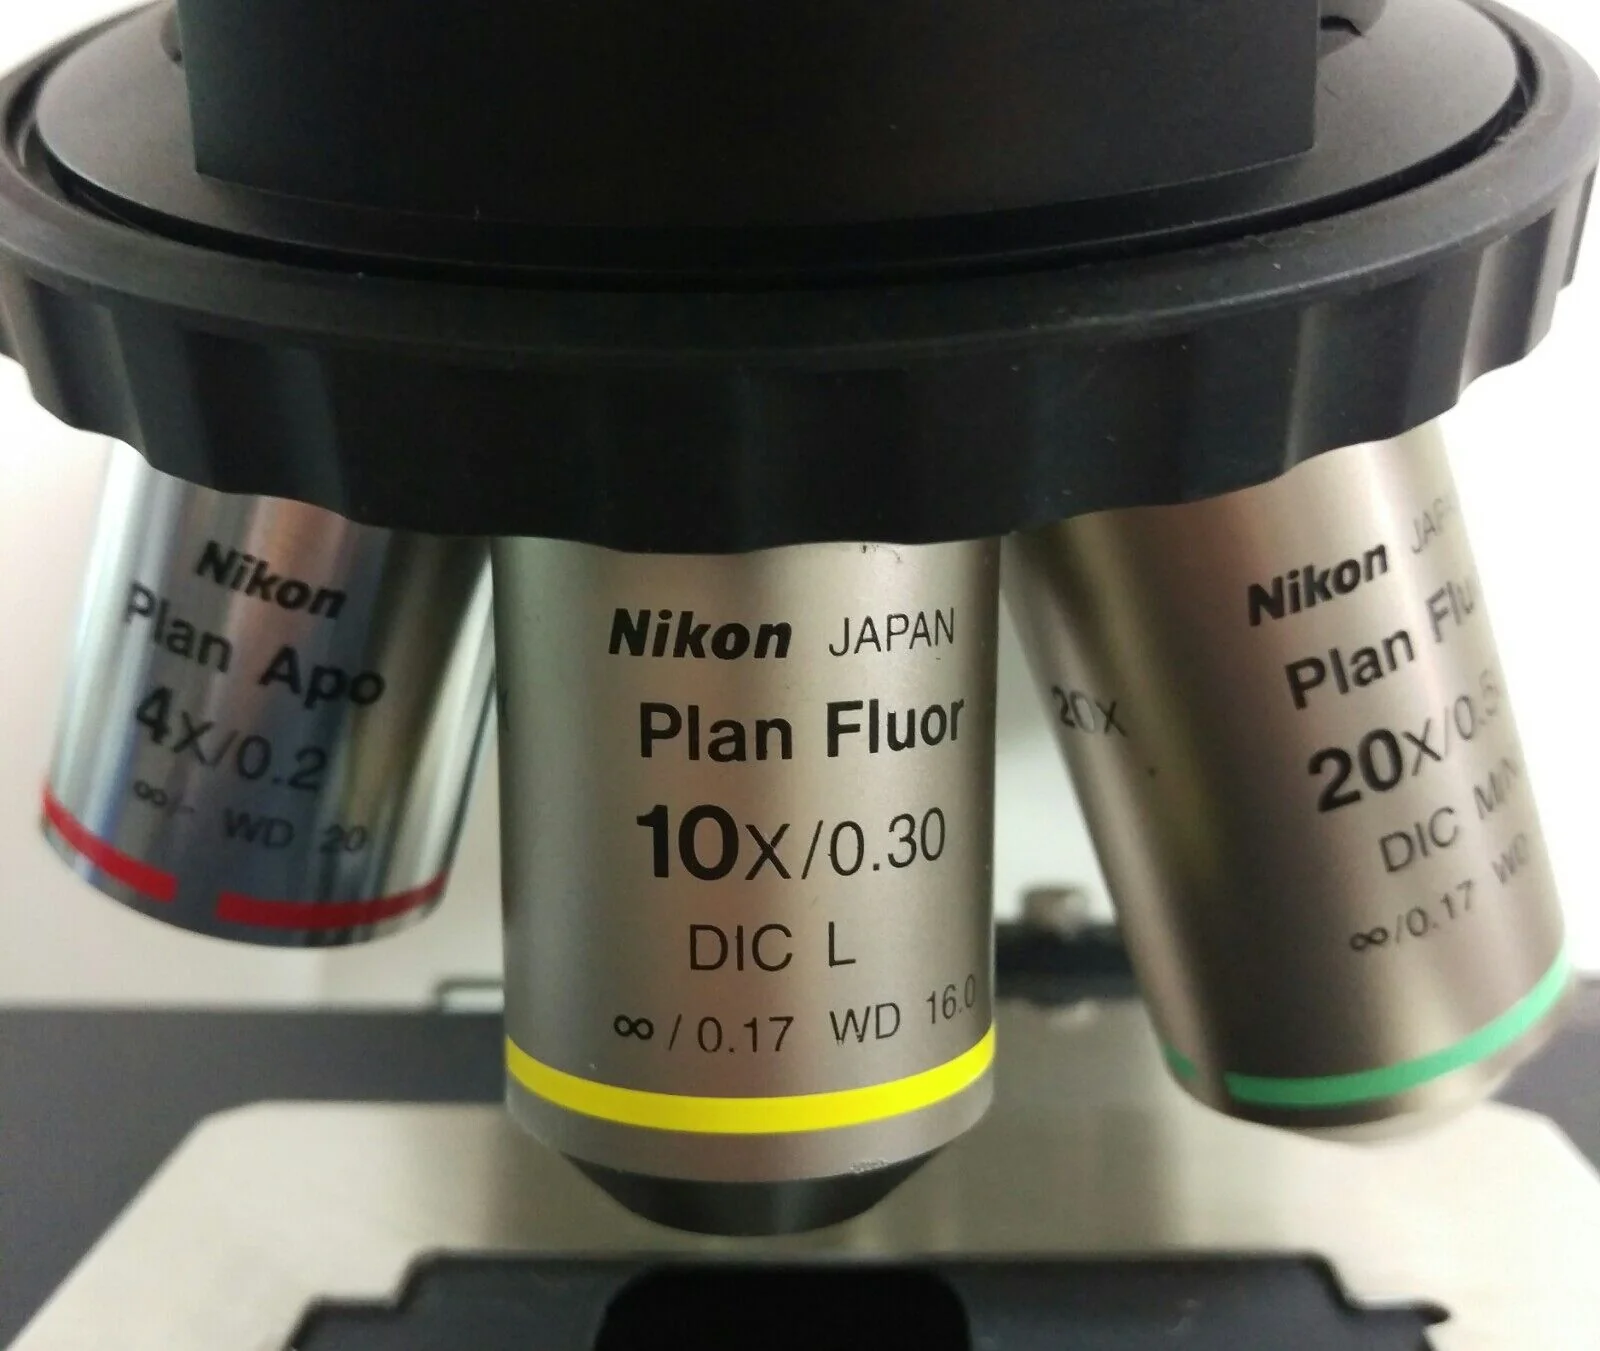 Nikon
Plan Apo
4x/0.2
∞/- WD 20
Nikon JAPAN
Plan Fluor
10x/0.30
DIC L
∞/0.17 WD 16.0
20X
Nikon
Plan
20x/0.5
DIC
∞/0.17 WD